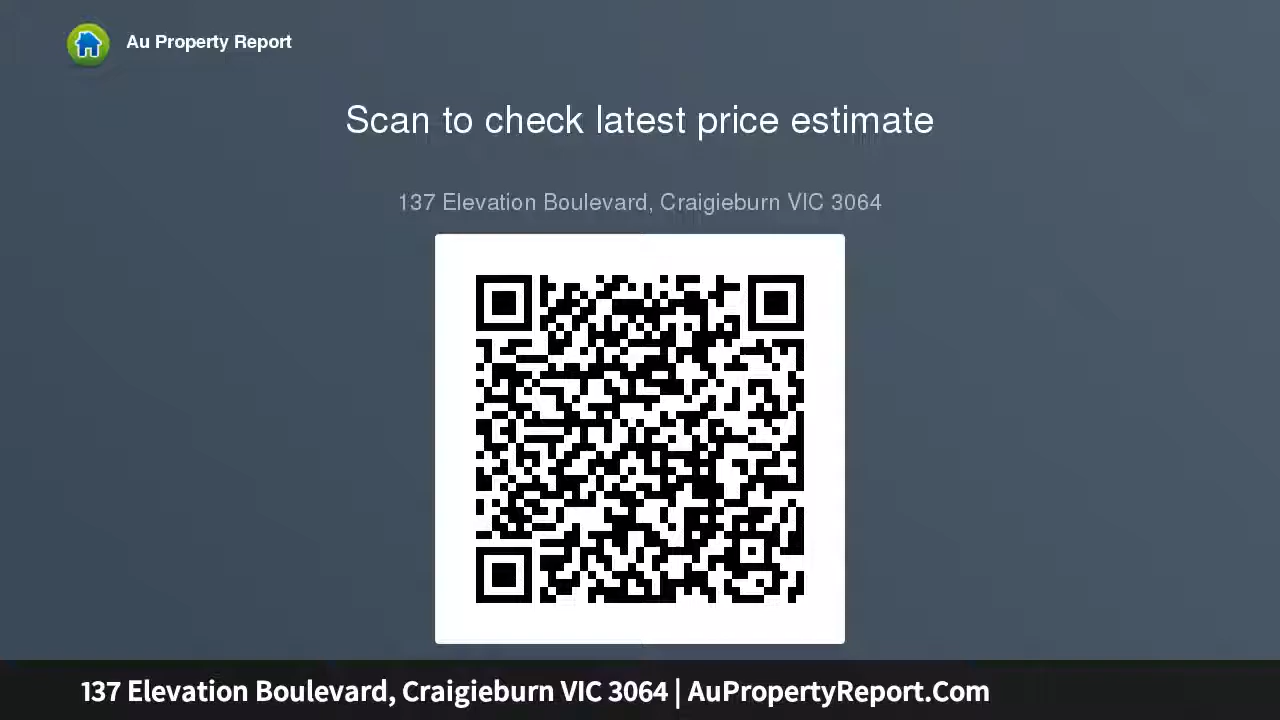 Au Property Report
Scan to check latest price estimate
137 Elevation Boulevard, Craigieburn VIC 3064
137 Elevation Boulevard, Craigieburn VIC 3064 | AuPropertyReport.Com